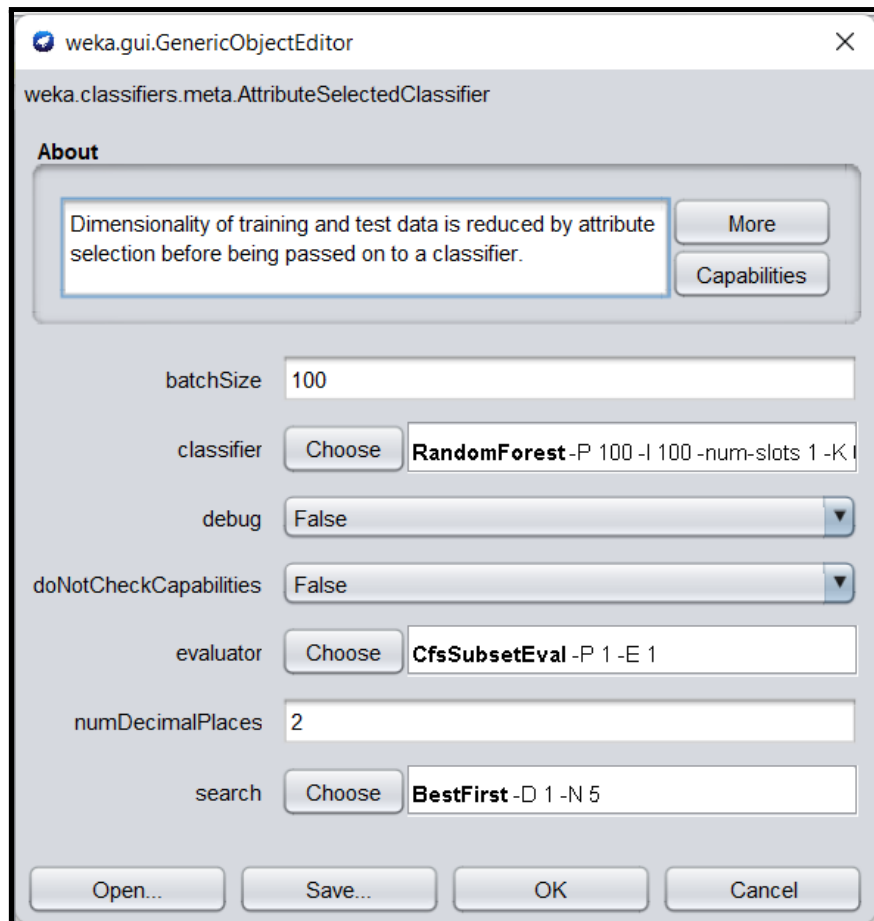 weka.gui.GenericObjectEditor
weka.classifiers.meta.AttributeSelectedClassifier
About
Dimensionality of training and test data is reduced by attribute
selection before being passed on to a classifier.
More
Capabilities
batchSize 100
classifier Choose RandomForest -P 100 -I 100 -num-slots 1 -K
debug False
doNotCheckCapabilities False
evaluator Choose CfsSubsetEval -P 1 -E 1
numDecimalPlaces 2
search Choose BestFirst -D 1 -N 5
Open... Save... OK Cancel